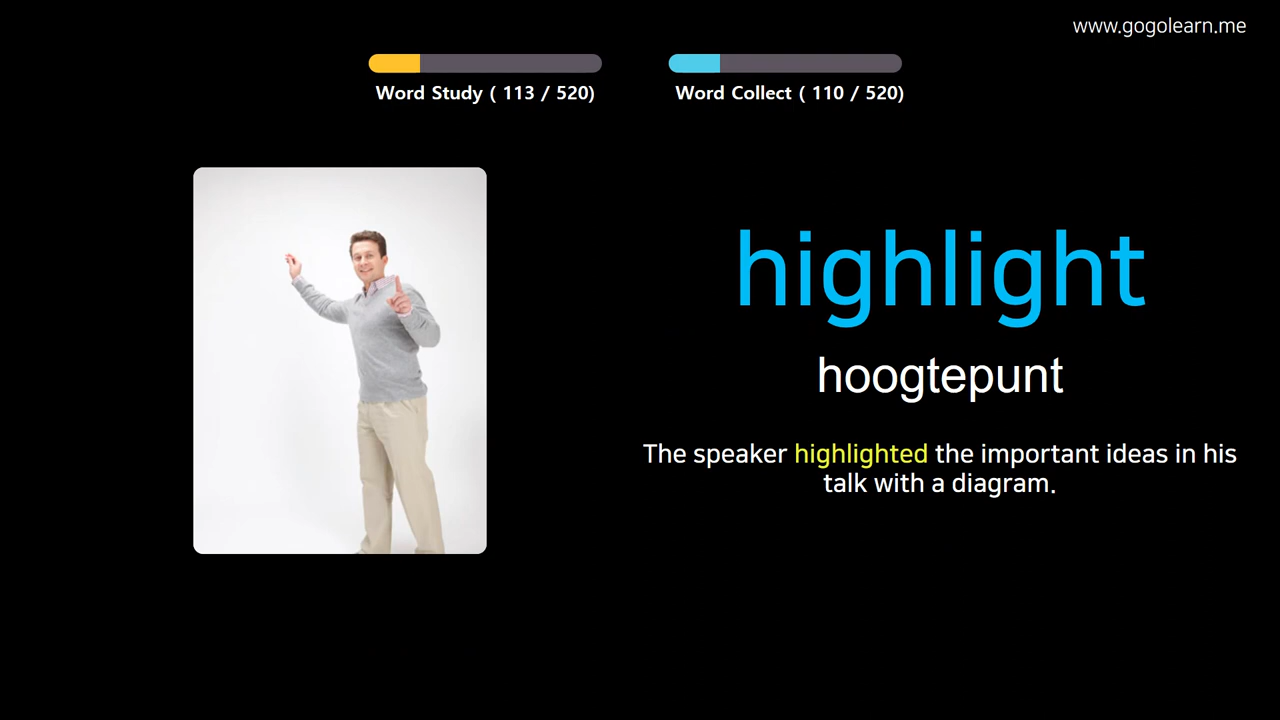 www.gogolearn.me
Word Study ( 113 / 520)
Word Collect ( 110 / 520)
highlight
hoogtepunt
The speaker highlighted the important ideas in his
talk with a diagram.